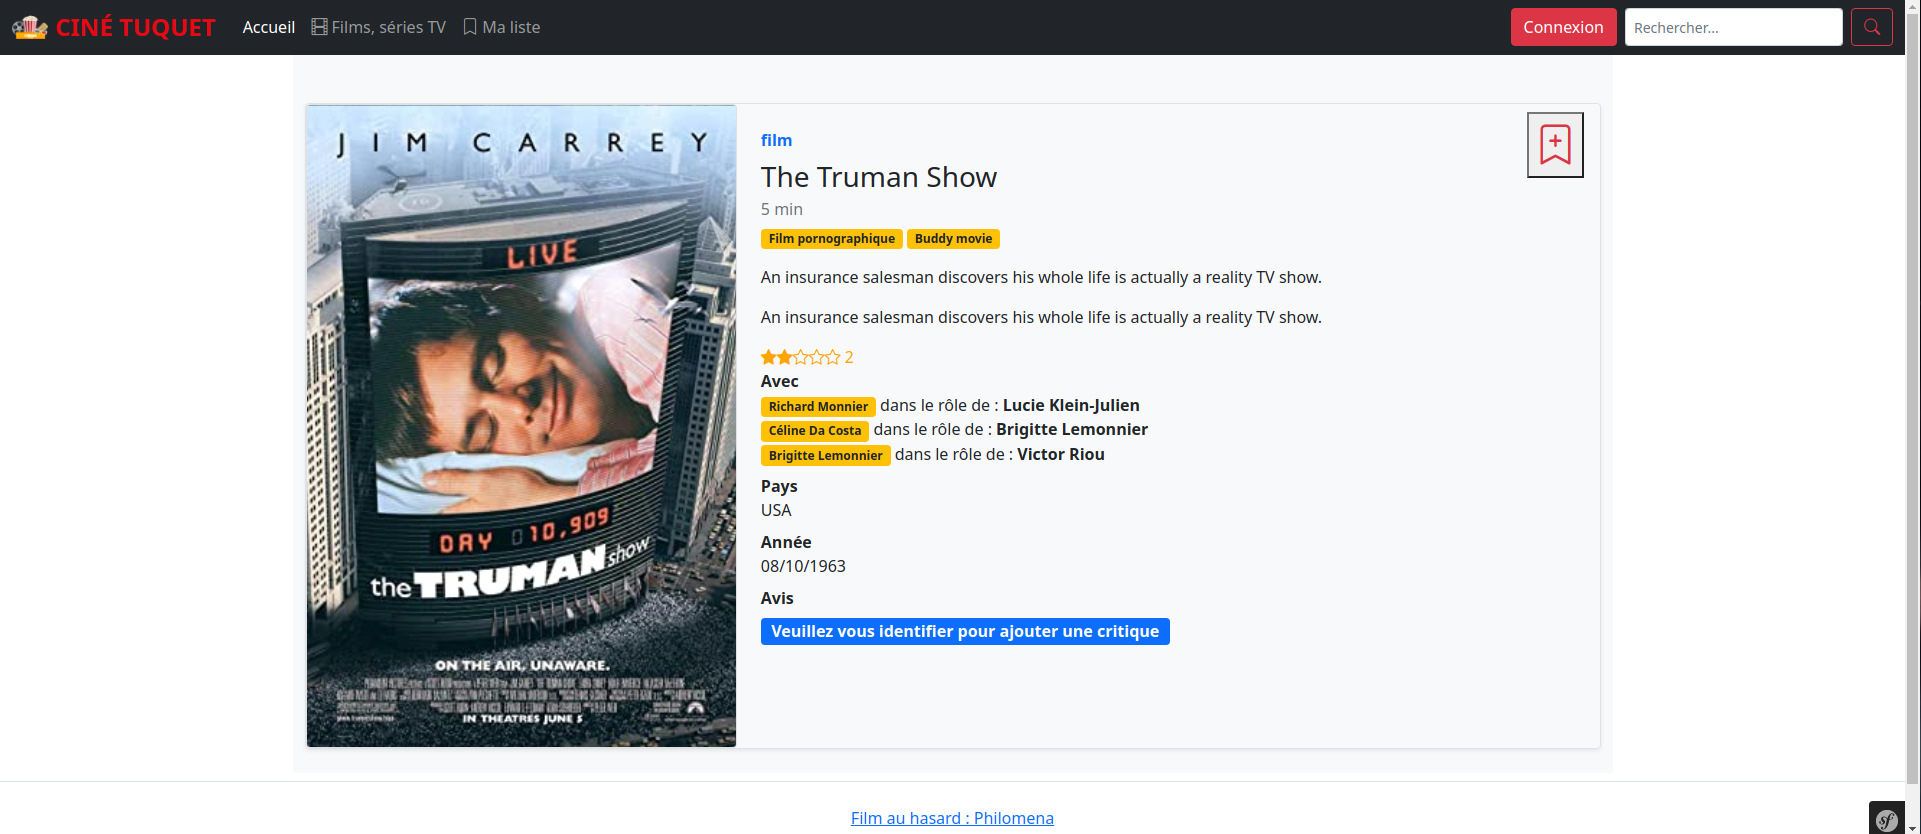 CINÉ TUQUET Accueil Films, séries TV Ma liste Connexion Rechercher...
JIM CARREY
LIVE
DAY 10,909
the TRUMAN show
ON THE AIR. UNAWARE.
IN THEATRES JUNE 5
film
The Truman Show
5 min
Film pornographique Buddy movie
An insurance salesman discovers his whole life is actually a reality TV show.
An insurance salesman discovers his whole life is actually a reality TV show.
2
Avec
Richard Monnier dans le rôle de : Lucie Klein-Julien
Céline Da Costa dans le rôle de : Brigitte Lemonnier
Brigitte Lemonnier dans le rôle de : Victor Riou
Pays
USA
Année
08/10/1963
Avis
Veuillez vous identifier pour ajouter une critique
Film au hasard : Philomena
sf